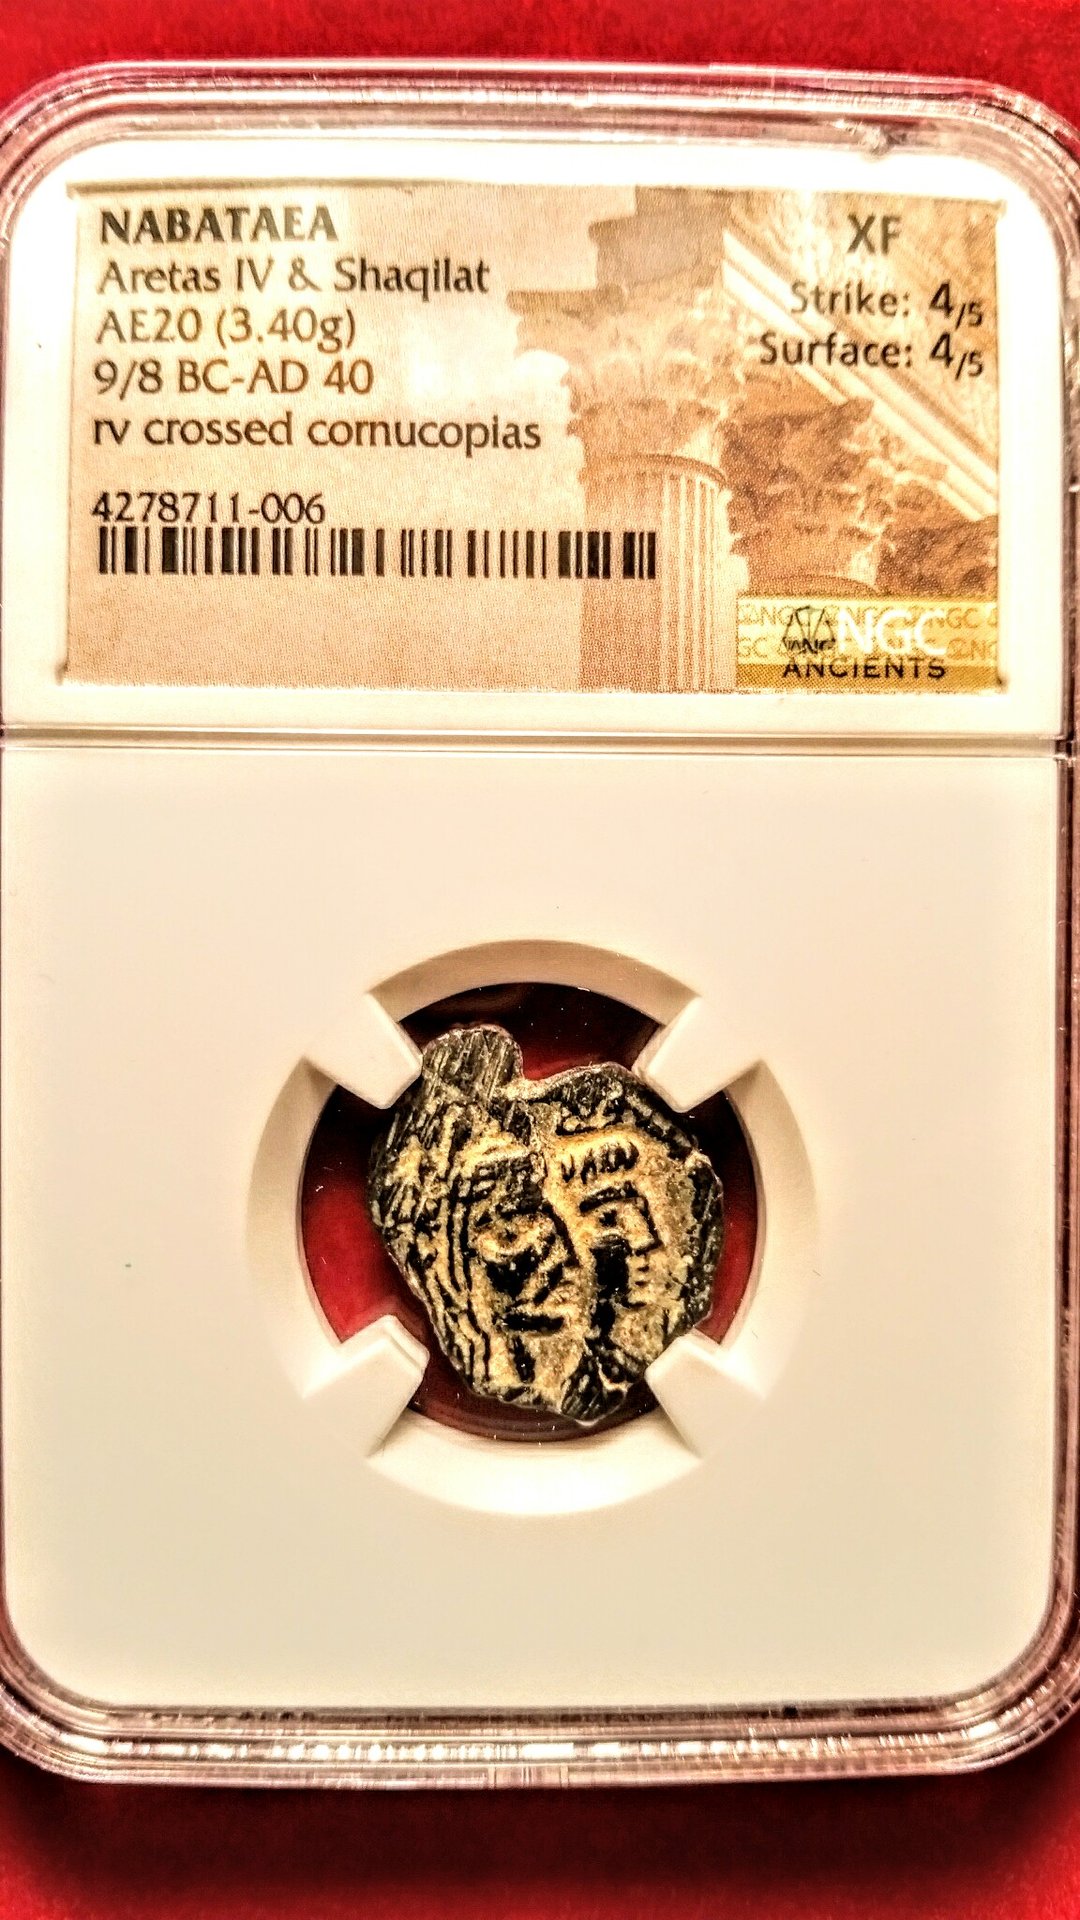 NABATAEA
Aretas IV & Shaqilat
AE20 (3.40g)
9/8 BC-AD 40
rv crossed cornucopias
4278711-006
XF
Strike: 4/5
Surface: 4/5
NGC
ANCIENTS